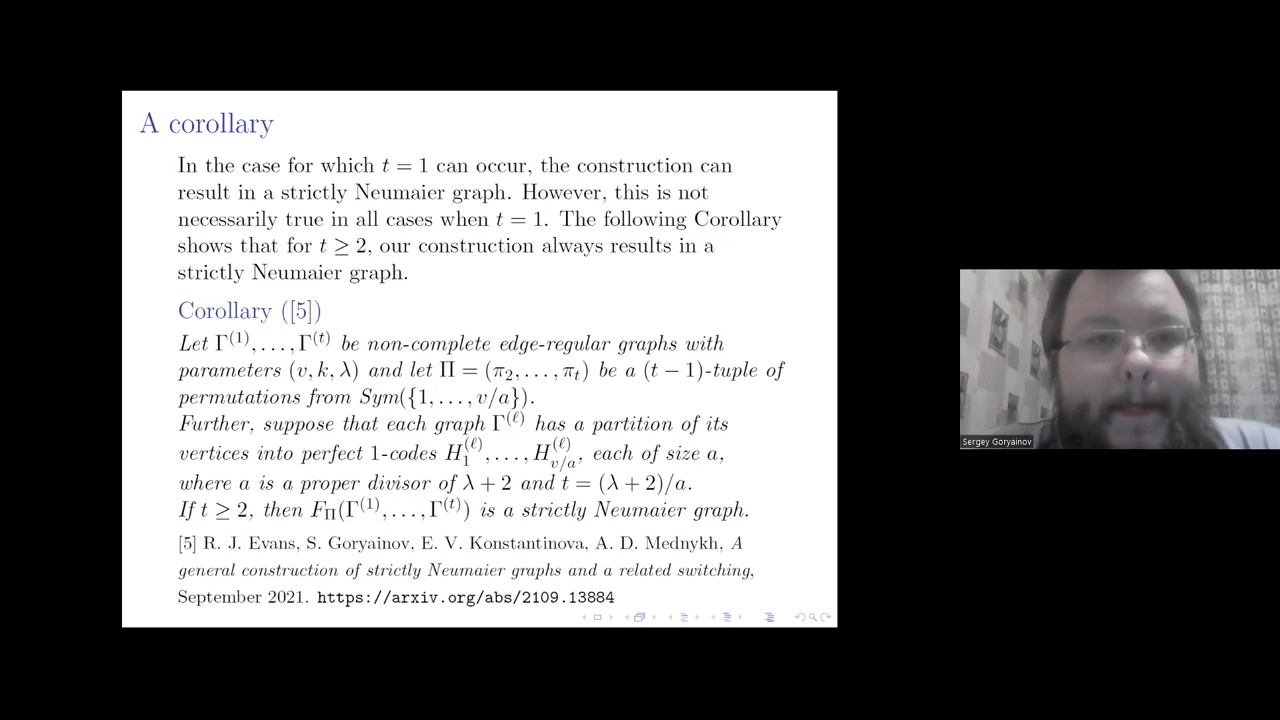 A corollary
In the case for which t = 1 can occur, the construction can
result in a strictly Neumaier graph. However, this is not
necessarily true in all cases when t = 1. The following Corollary
shows that for t ≥ 2, our construction always results in a
strictly Neumaier graph.
Corollary ([5])
Let Γ^(1), . . . , Γ^(t) be non-complete edge-regular graphs with
parameters (v, k, λ) and let Π = (π_2, . . . , π_t) be a (t − 1)-tuple of
permutations from Sym({1, . . . , v/a}).
Further, suppose that each graph Γ^(ℓ) has a partition of its
vertices into perfect 1-codes H_1^(ℓ), . . . , H_{v/a}^(ℓ), each of size a,
where a is a proper divisor of λ + 2 and t = (λ + 2)/a.
If t ≥ 2, then F_Π(Γ^(1), . . . , Γ^(t)) is a strictly Neumaier graph.
[5] R. J. Evans, S. Goryainov, E. V. Konstantinova, A. D. Mednykh, A
general construction of strictly Neumaier graphs and a related switching,
September 2021. https://arxiv.org/abs/2109.13884
Sergey Goryainov